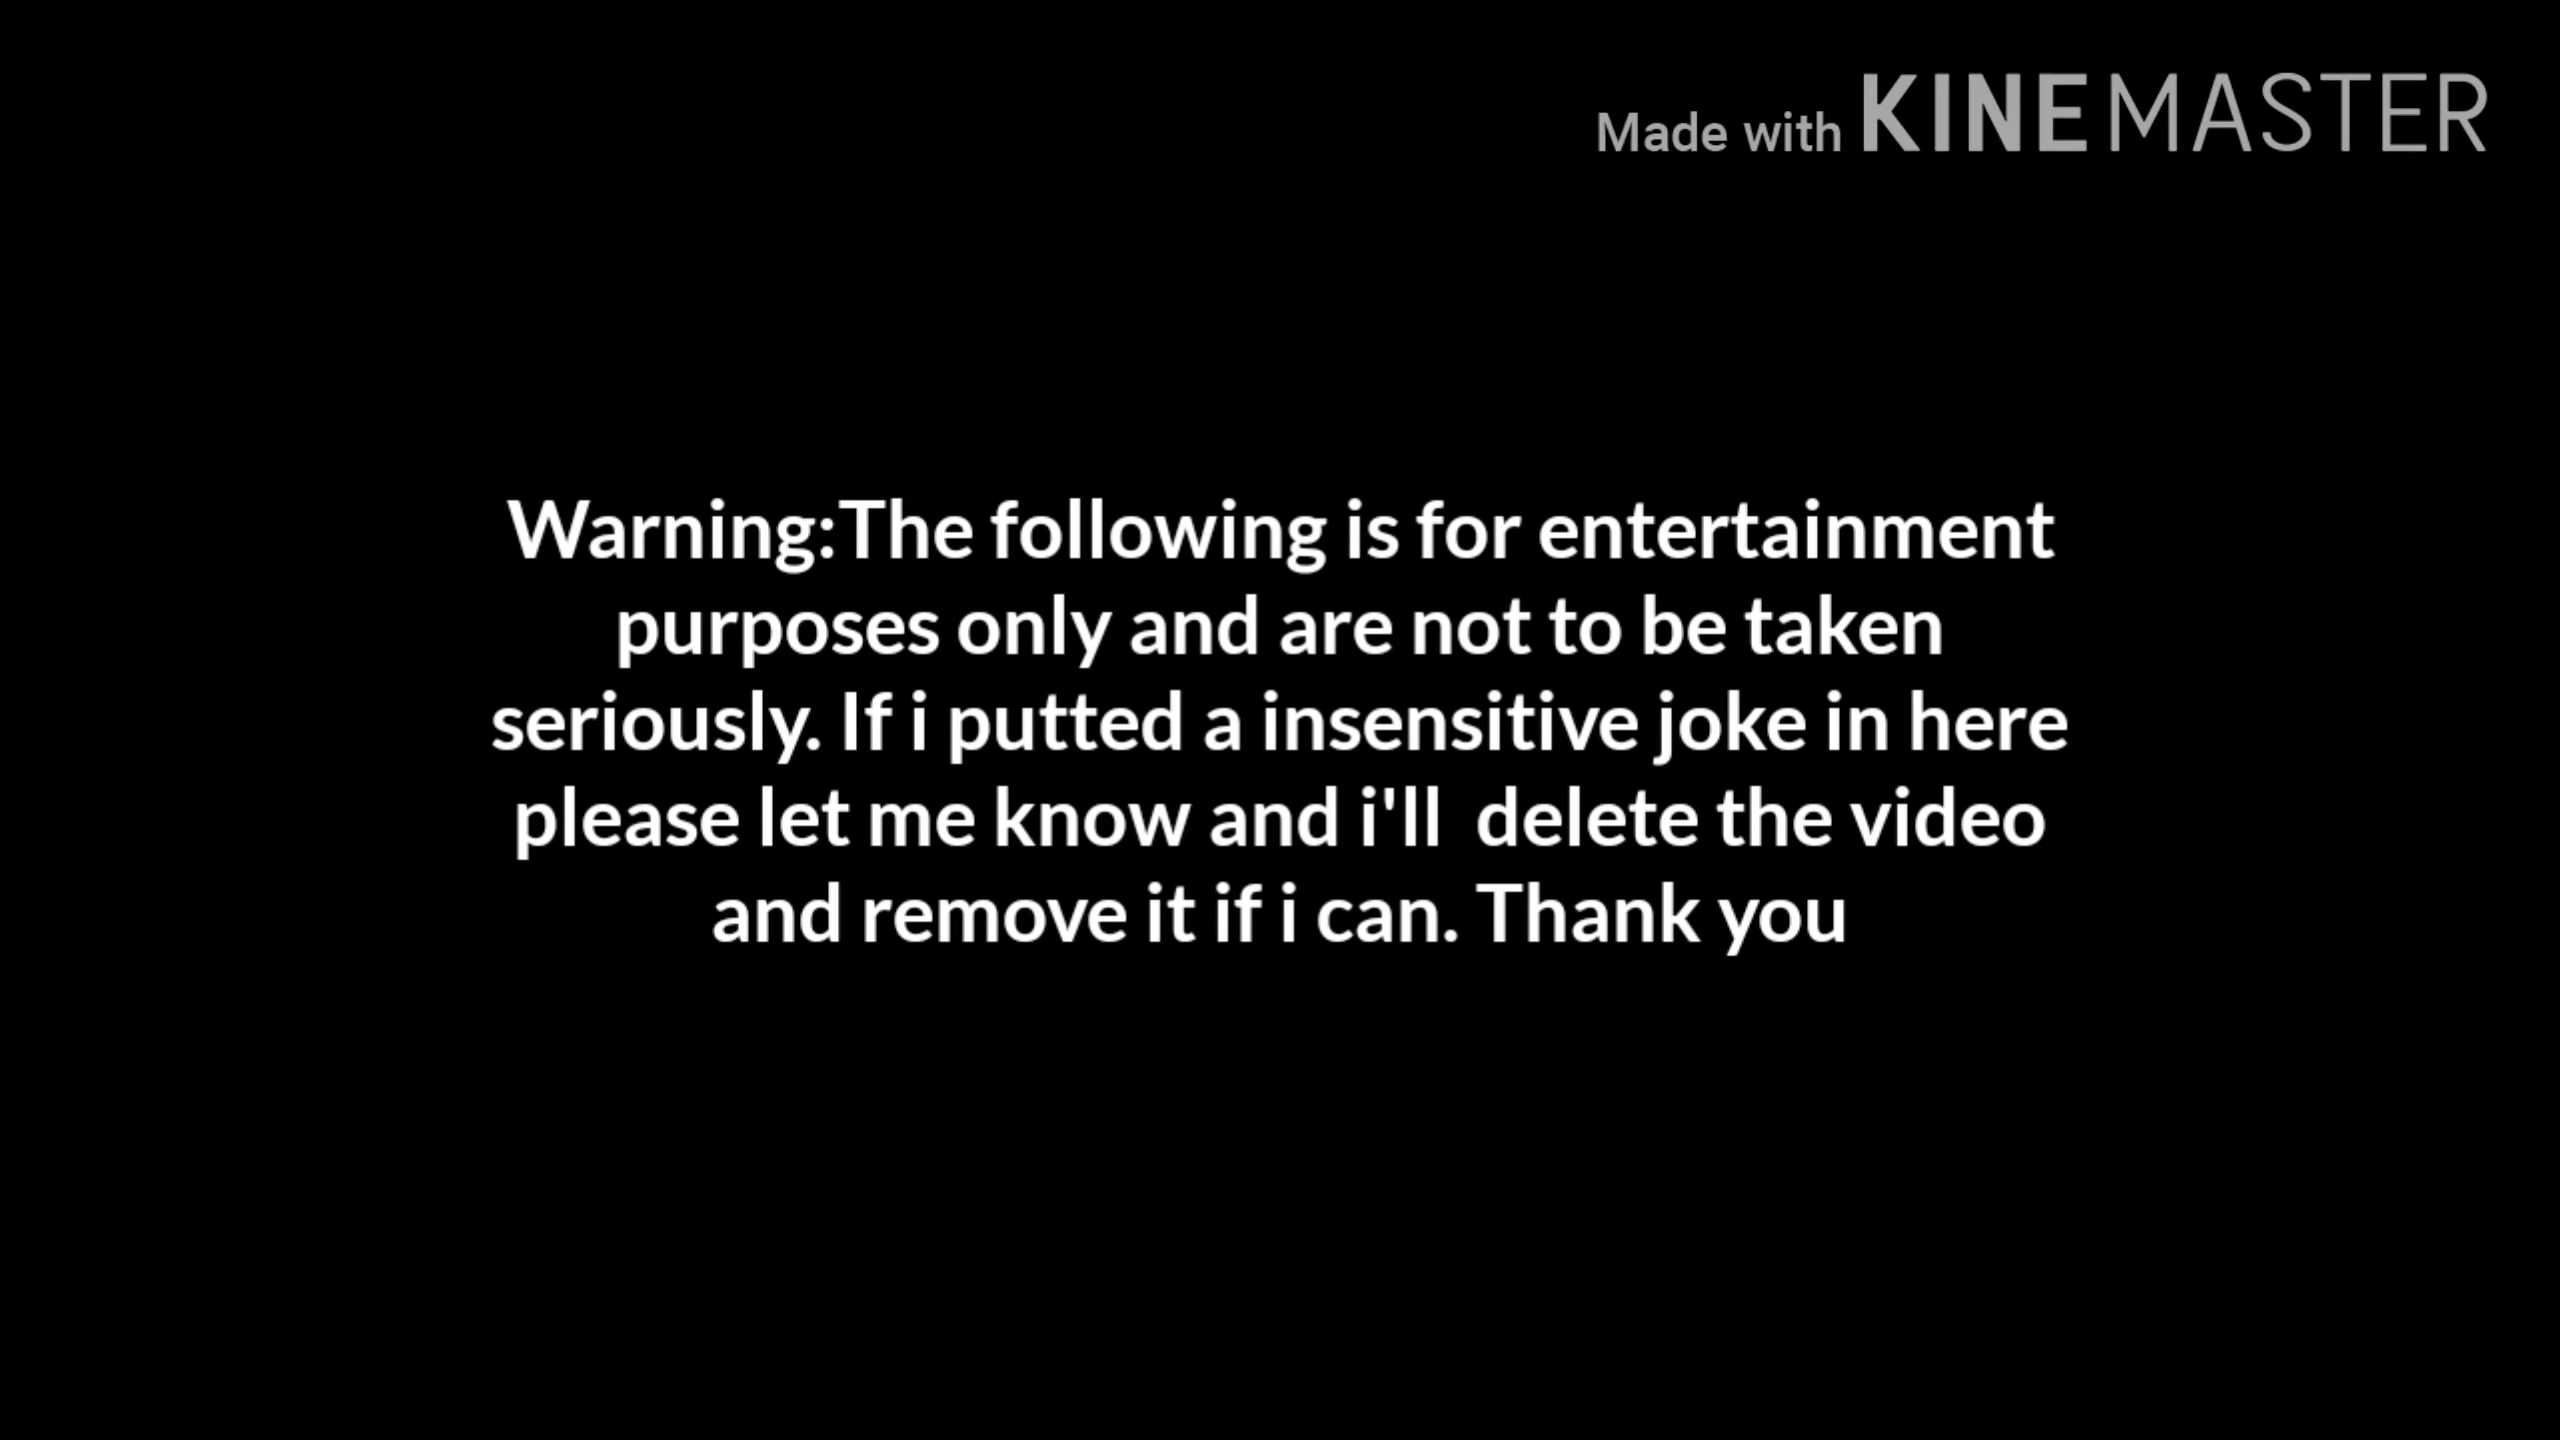 Made with KINEMASTER
Warning:The following is for entertainment
purposes only and are not to be taken
seriously. If i putted a insensitive joke in here
please let me know and i'll  delete the video
and remove it if i can. Thank you